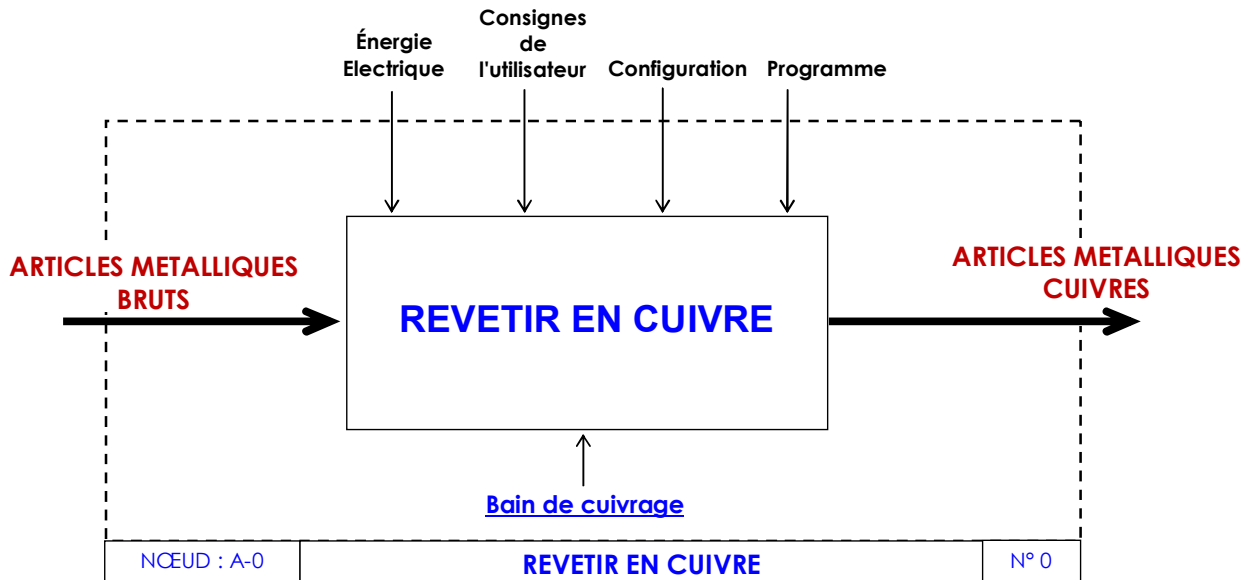 Énergie
Electrique
Consignes
de
l'utilisateur
Configuration
Programme
ARTICLES METALLIQUES
BRUTS
REVETIR EN CUIVRE
ARTICLES METALLIQUES
CUIVRES
Bain de cuivrage
NŒUD : A-0
REVETIR EN CUIVRE
N° 0